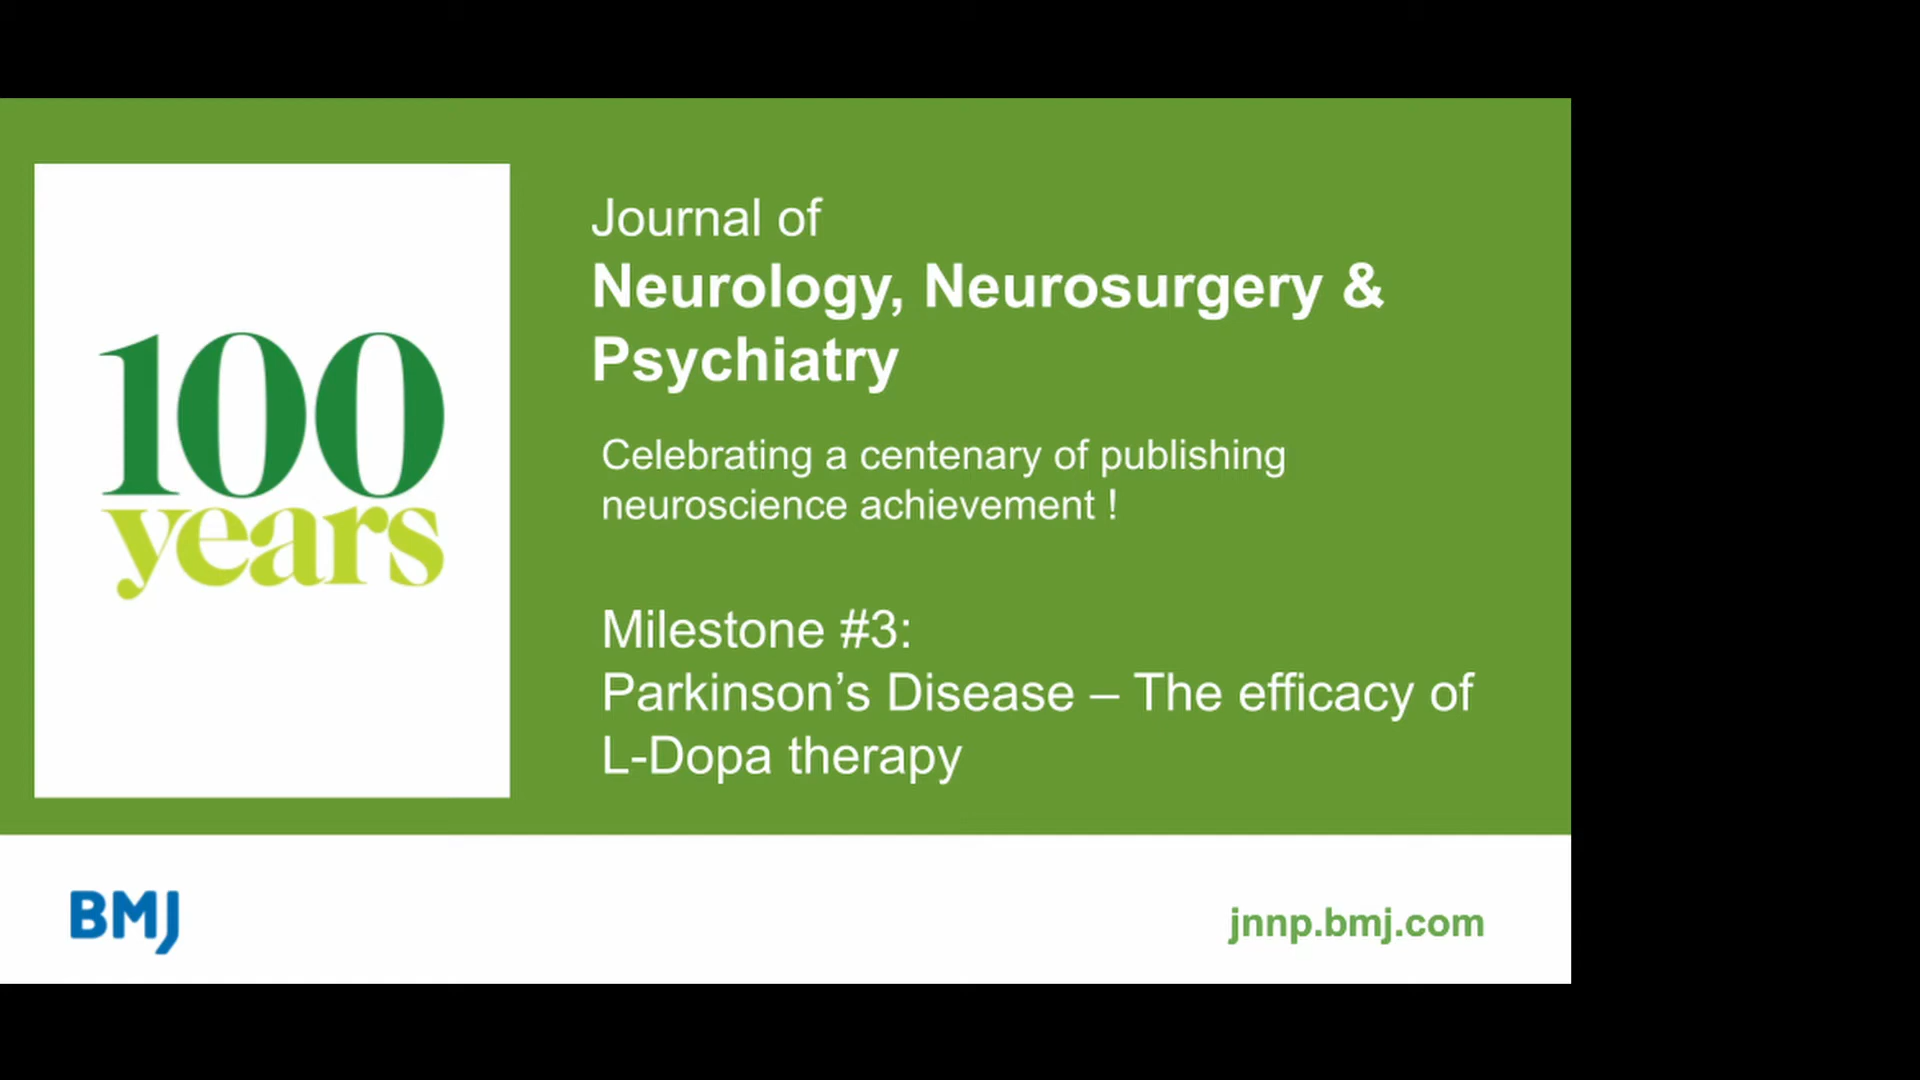 100
years
Journal of
Neurology, Neurosurgery &
Psychiatry
Celebrating a centenary of publishing
neuroscience achievement !
Milestone #3:
Parkinson’s Disease – The efficacy of
L-Dopa therapy
BMJ
jnnp.bmj.com